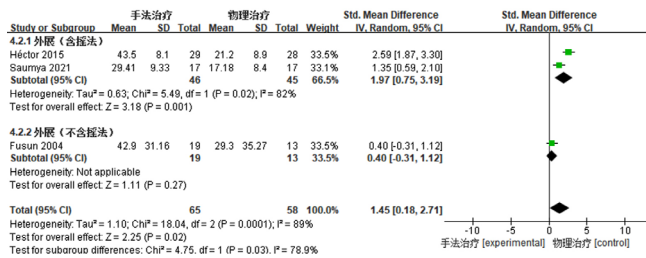 手法治疗 物理治疗 Std. Mean Difference Std. Mean Difference
Study or Subgroup Mean SD Total Mean SD Total Weight IV, Random, 95% CI IV, Random, 95% CI
4.2.1 外展（含摇法）
Héctor 2015 43.5 8.1 29 21.2 8.9 28 33.5% 2.59 [1.87, 3.30]
Saumya 2021 29.41 9.33 17 17.18 8.4 17 33.0% 1.35 [0.59, 2.10]
Subtotal (95% CI) 46 45 66.5% 1.97 [0.75, 3.19]
Heterogeneity: Tau² = 0.63; Chi² = 5.49, df = 1 (P = 0.02); I² = 82%
Test for overall effect: Z = 3.18 (P = 0.001)
4.2.2 外展（不含摇法）
Fusun 2004 42.9 31.16 19 29.3 35.27 13 33.5% 0.40 [-0.31, 1.12]
Subtotal (95% CI) 19 13 33.5% 0.40 [-0.31, 1.12]
Heterogeneity: Not applicable
Test for overall effect: Z = 1.11 (P = 0.27)
Total (95% CI) 65 58 100.0% 1.45 [0.18, 2.71]
Heterogeneity: Tau² = 1.10; Chi² = 18.04, df = 2 (P = 0.0001); I² = 89%
Test for overall effect: Z = 2.25 (P = 0.02)
Test for subgroup differences: Chi² = 4.75, df = 1 (P = 0.03), I² = 78.9%
-10 -5 0 5 10
手法治疗 [experimental] 物理治疗 [control]